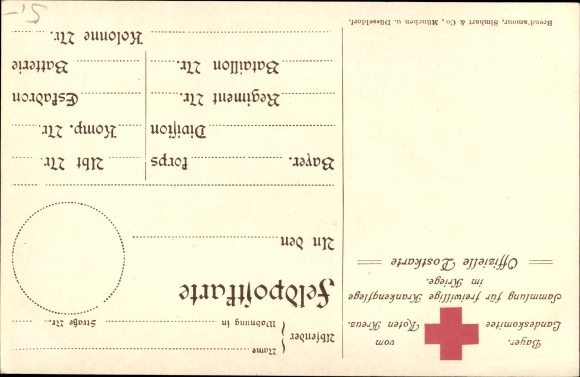 Bayer. Landeskomitee vom Roten Kreuz.
Sammlung für freiwillige Krankenpflege
im Kriege.
Offizielle Postkarte
Absender
Name
Wohnung in
Straße Nr.
Feldpostkarte
An den
Bayer. Korps Abt Nr.
Division Komp. Nr.
Regiment Nr. Eskadron
Bataillon Nr. Batterie
Kolonne Nr.
Brend'amour, Simhart & Co., München u. Düsseldorf.